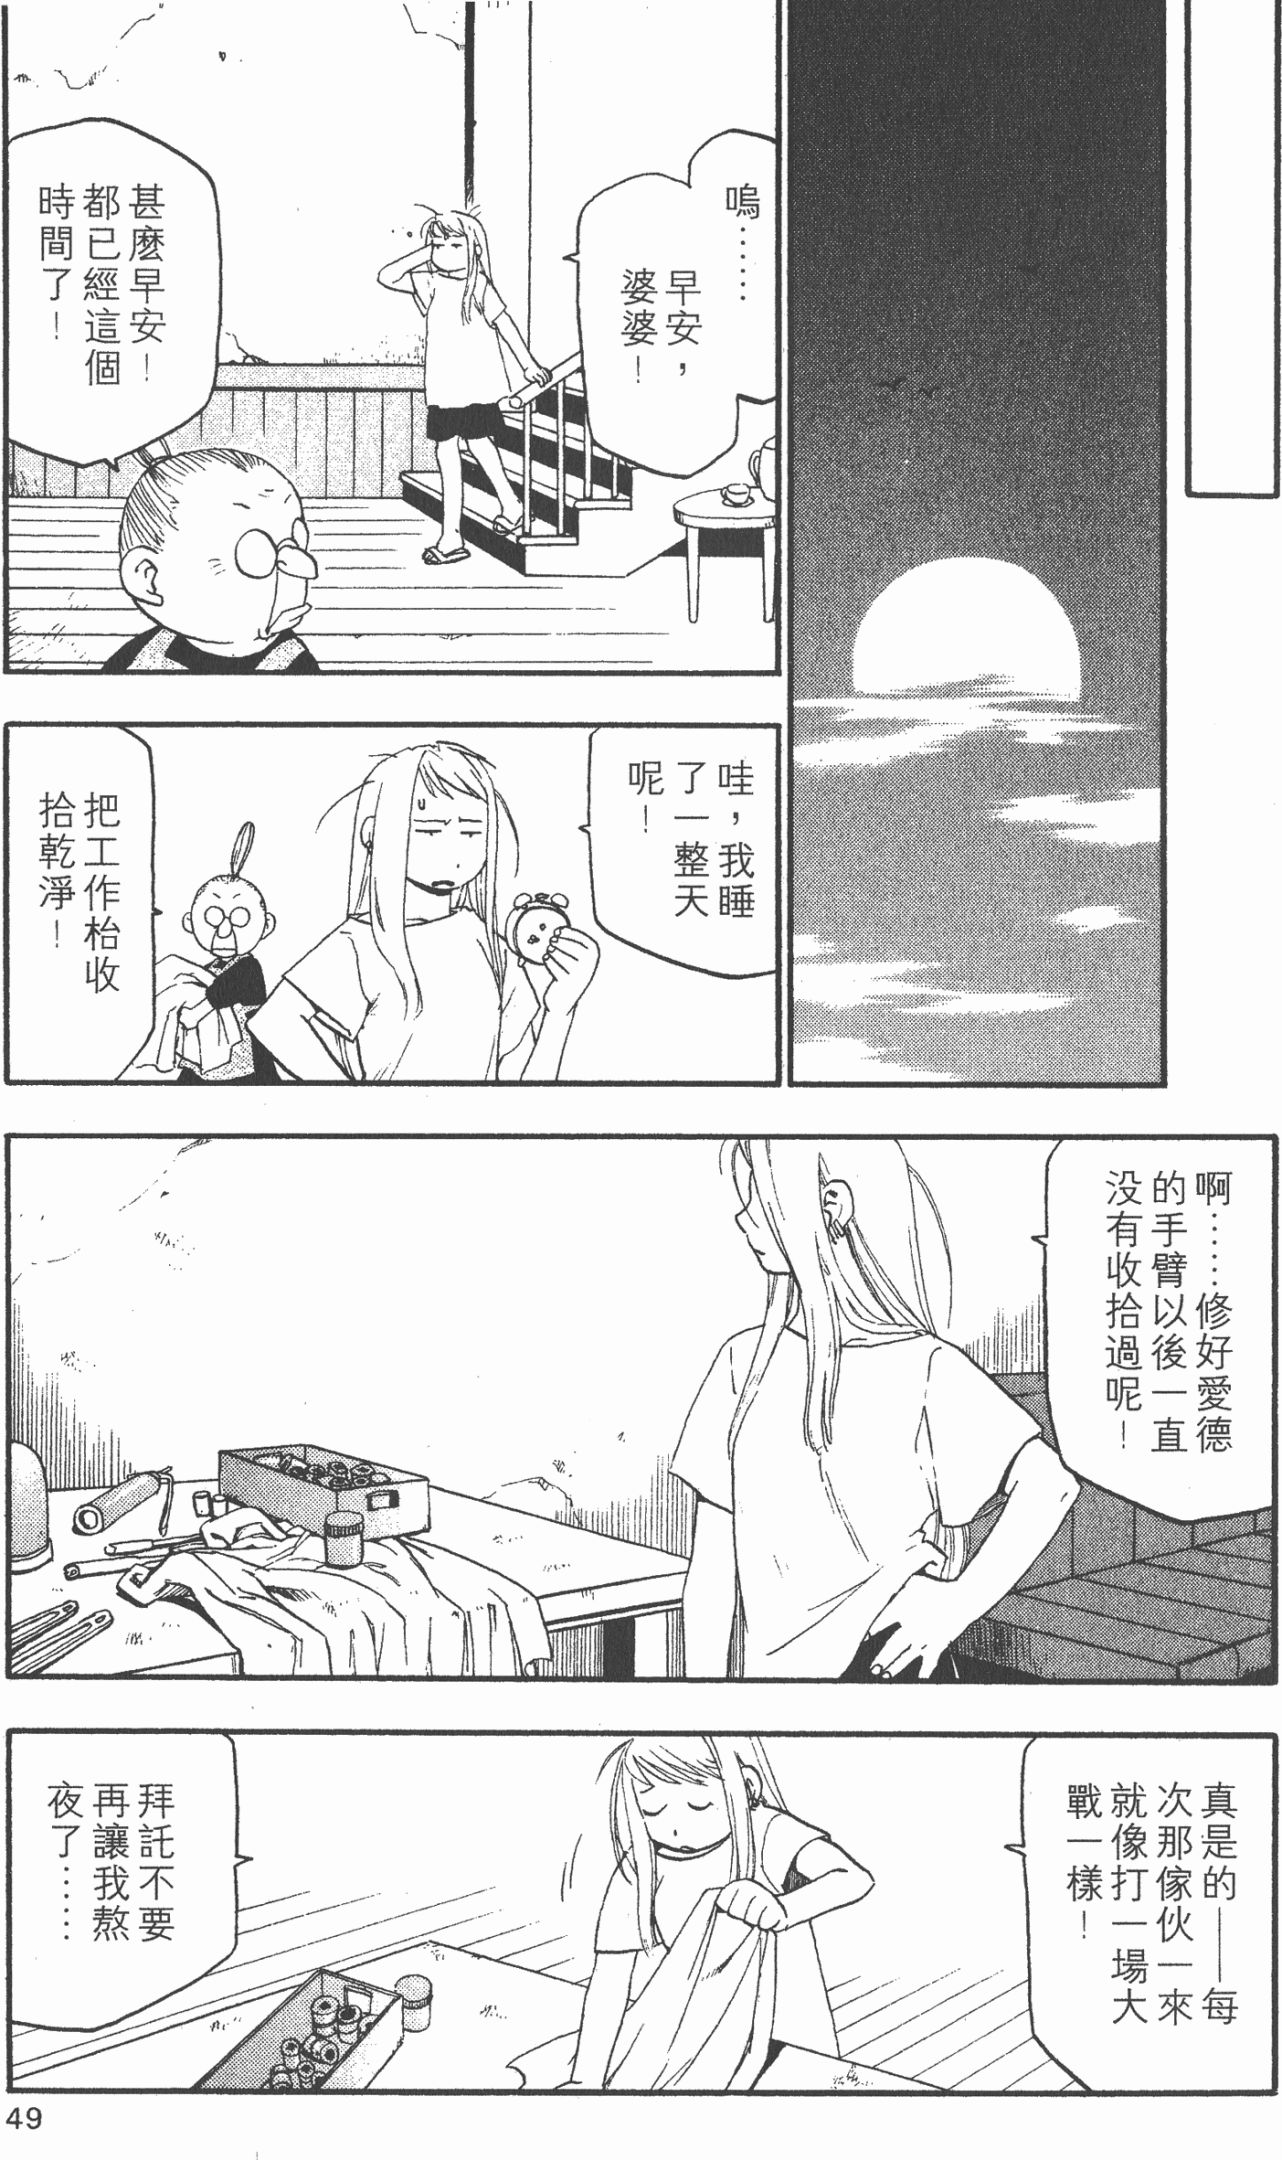 嗚……
早安，
婆婆！
甚麼早安！
都已經這個
時間了！
哇，我睡
了一整天
呢！
把工作枱收
拾乾淨！
啊……修好愛德
的手臂以後一直
沒有收拾過呢！
真是的——每
次那傢伙一來
就像打一場大
戰一樣！
拜託不要
再讓我熬
夜了……
49